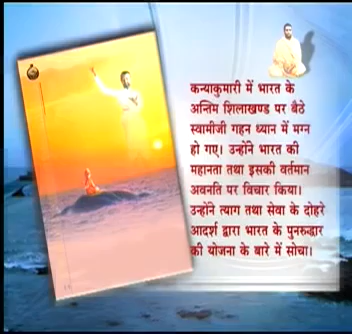 कन्याकुमारी में भारत के
अन्तिम शिलाखण्ड पर बैठे
स्वामीजी गहन ध्यान में मग्न
हो गए। उन्होंने भारत की
महानता तथा इसकी वर्तमान
अवनति पर विचार किया।
उन्होंने त्याग तथा सेवा के दोहरे
आदर्श द्वारा भारत के पुनरुद्धार
की योजना के बारे में सोचा।